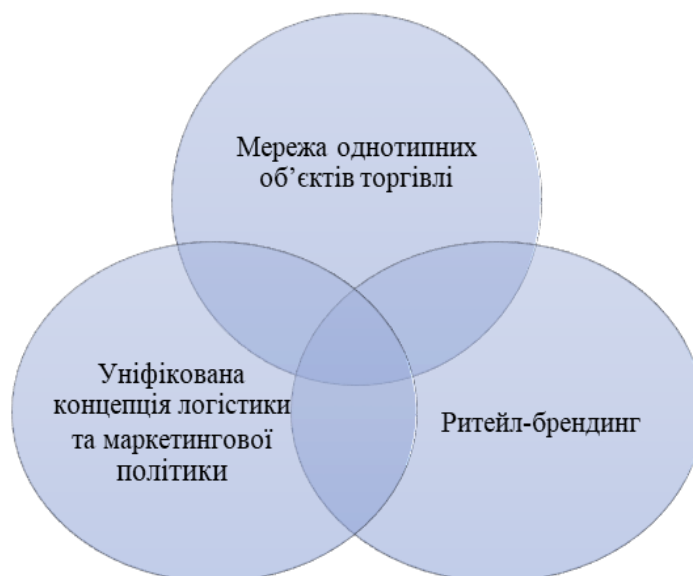 Мережа однотипних
об’єктів торгівлі
Уніфікована
концепція логістики
та маркетингової
політики
Ритейл-брендинг